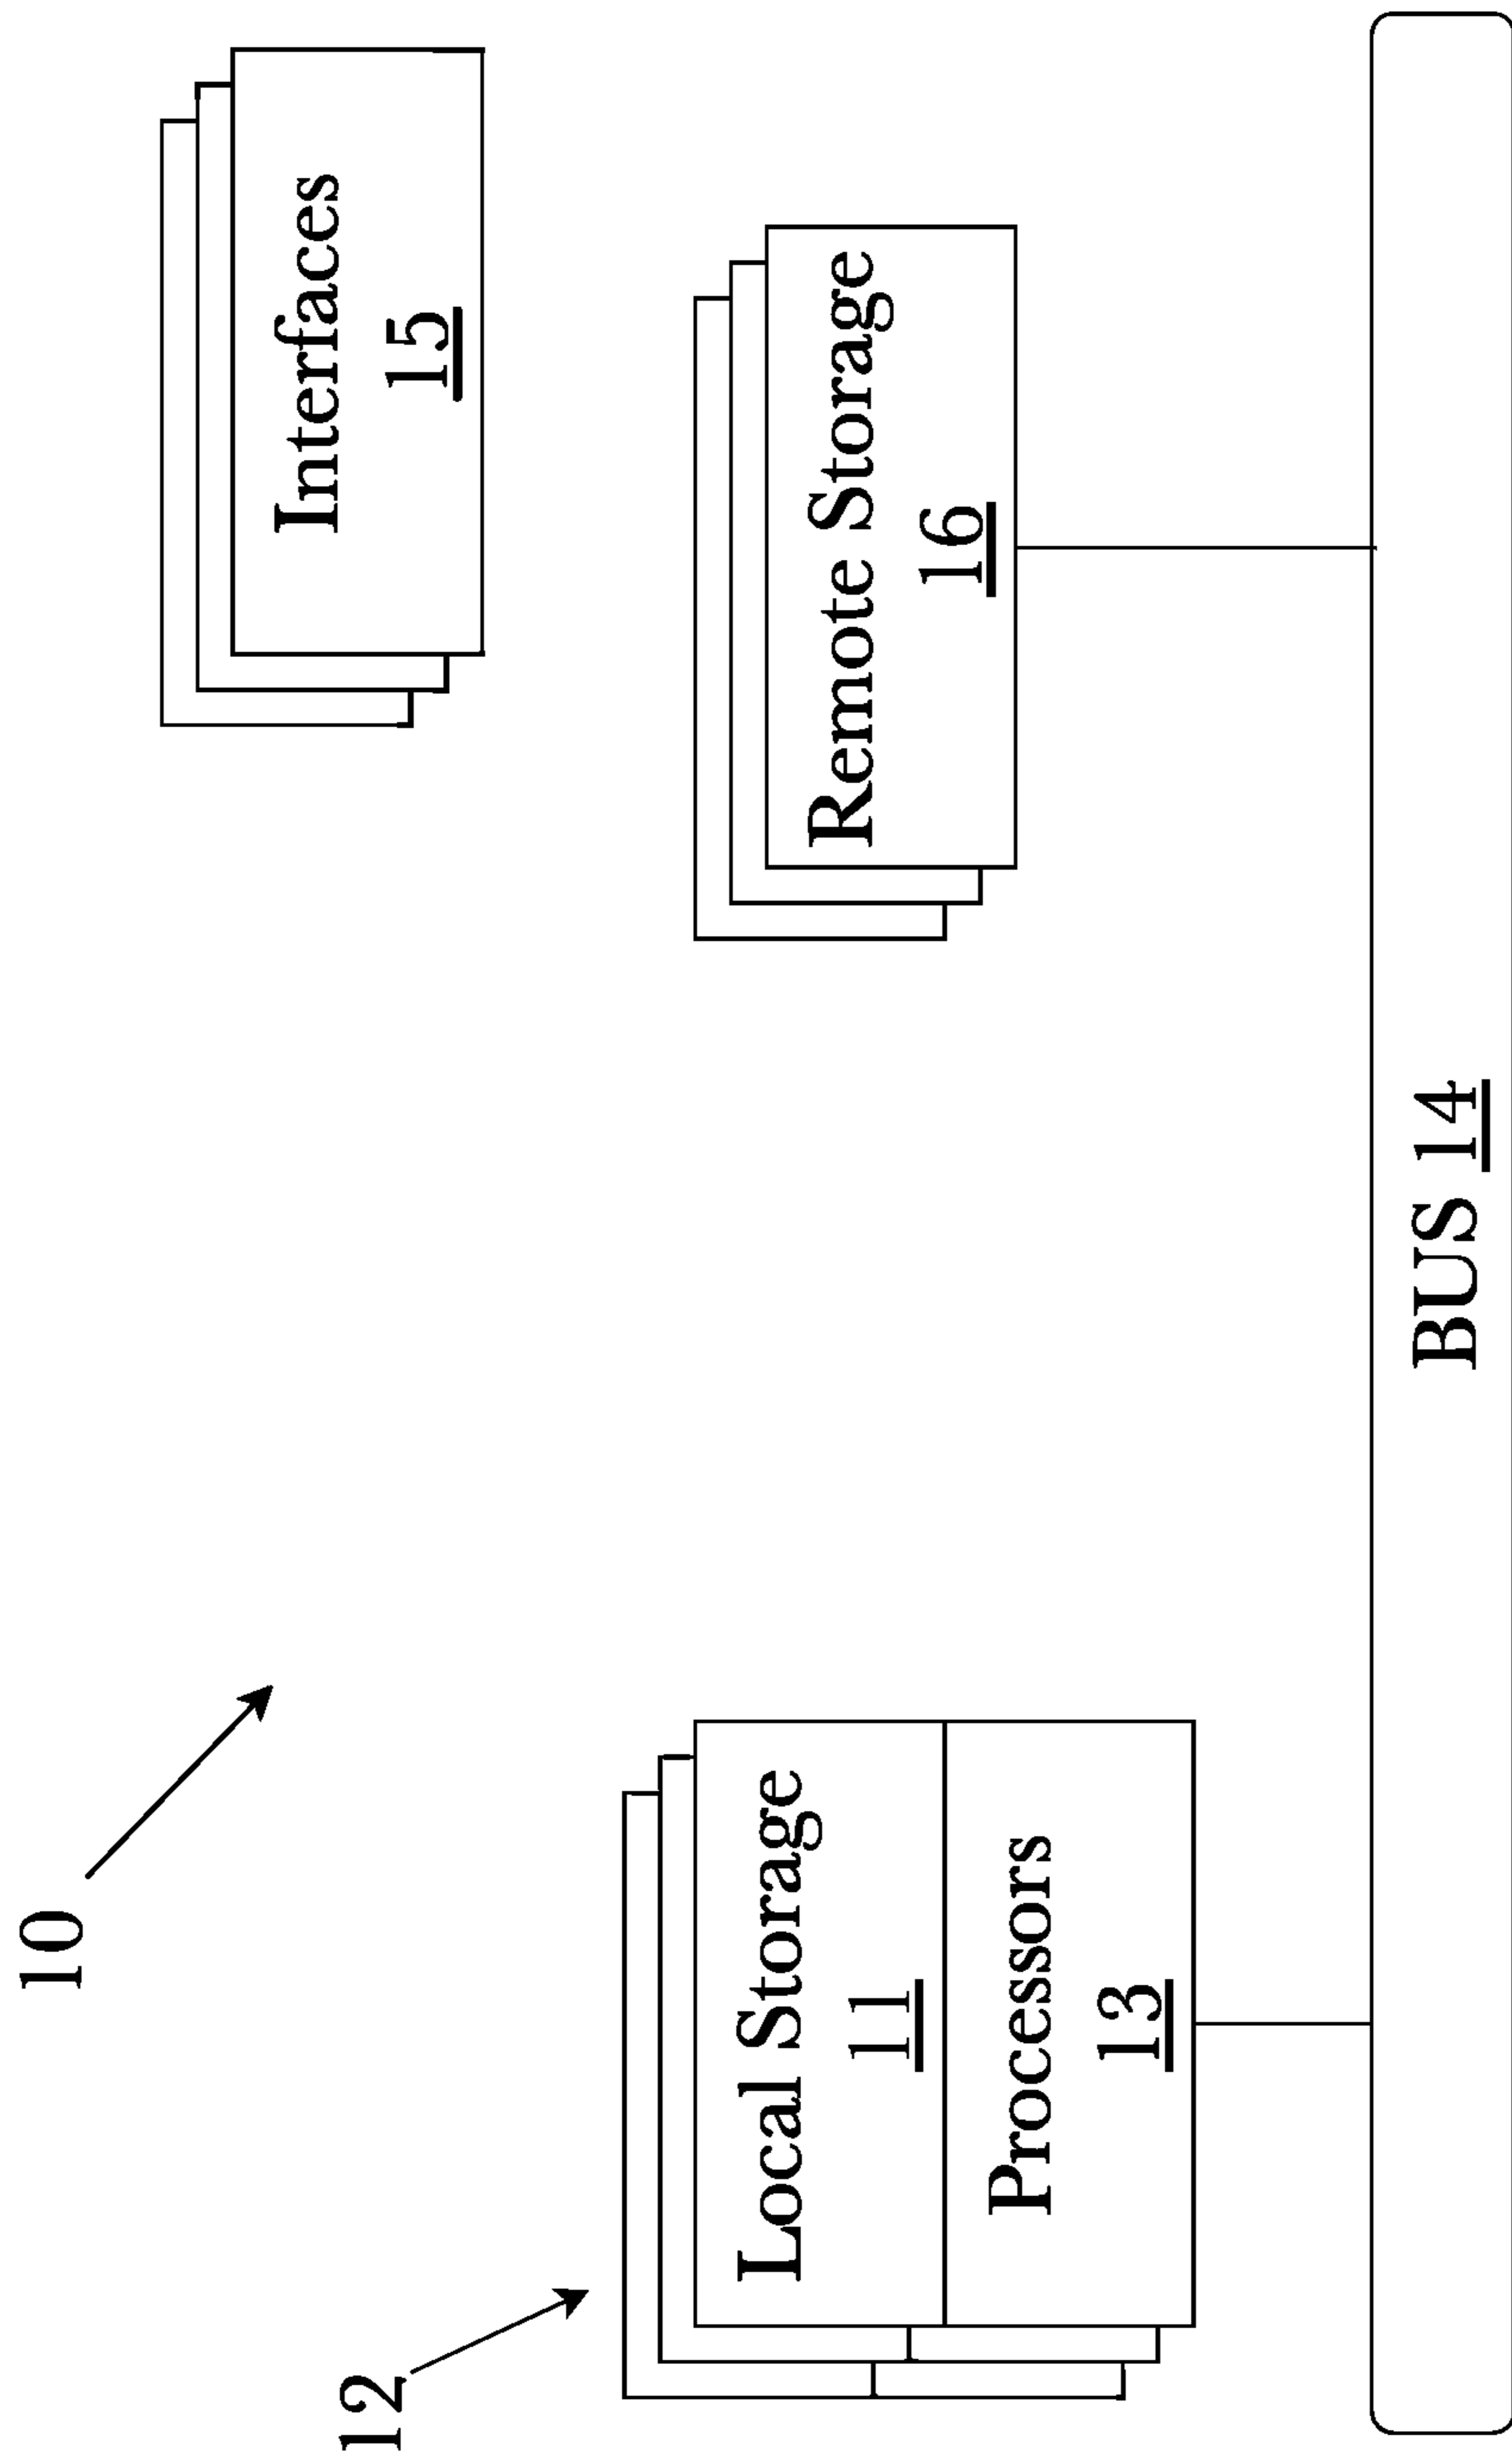 10
12
Interfaces
15
Local Storage
11
Remote Storage
16
Processors
13
BUS 14